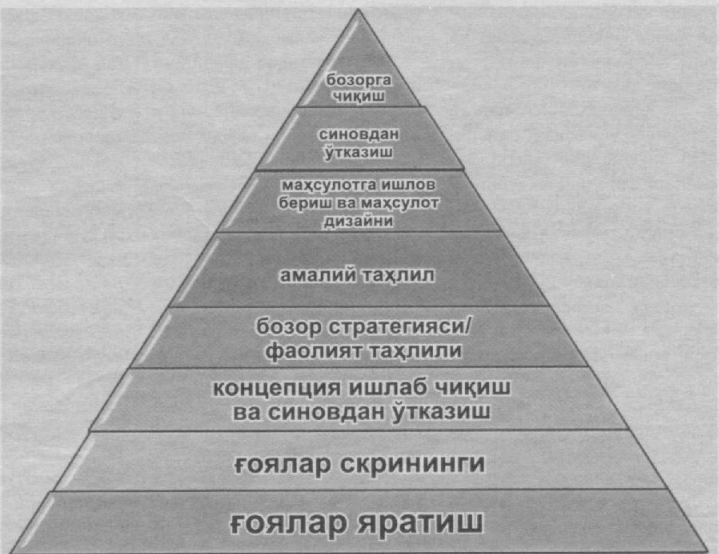 бозорга
чиқиш
синовдан
ўтказиш
маҳсулотга ишлов
бериш ва маҳсулот
дизайни
амалий таҳлил
бозор стратегияси/
фаолият таҳлили
концепция ишлаб чиқиш
ва синовдан ўтказиш
ғоялар скрининги
ғоялар яратиш